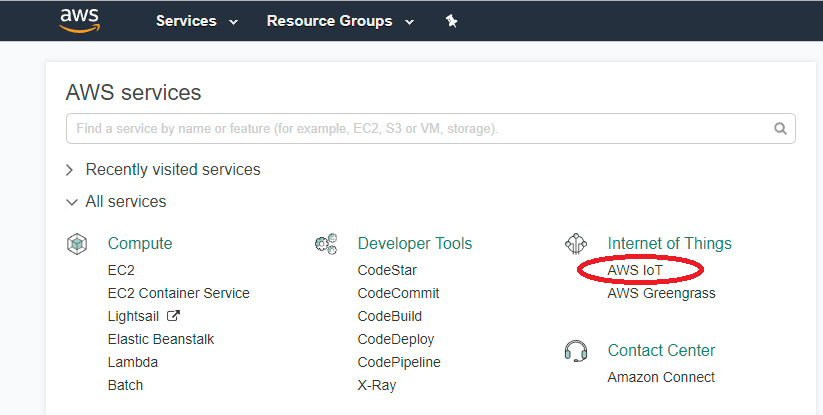 aws
Services
Resource Groups
AWS services
Find a service by name or feature (for example, EC2, S3 or VM, storage).
Recently visited services
All services
Compute
EC2
EC2 Container Service
Lightsail
Elastic Beanstalk
Lambda
Batch
Developer Tools
CodeStar
CodeCommit
CodeBuild
CodeDeploy
CodePipeline
X-Ray
Internet of Things
AWS IoT
AWS Greengrass
Contact Center
Amazon Connect